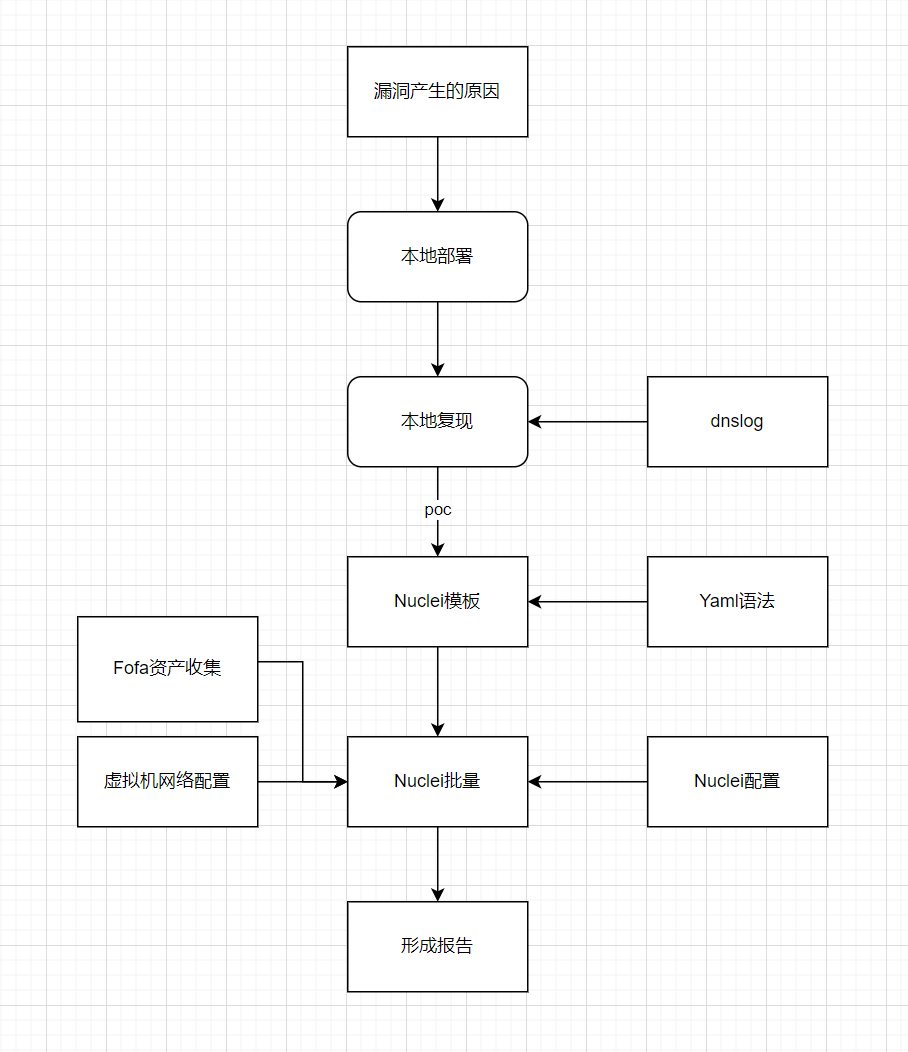 漏洞产生的原因
本地部署
本地复现
dnslog
poc
Nuclei模板
Yaml语法
Fofa资产收集
虚拟机网络配置
Nuclei批量
Nuclei配置
形成报告